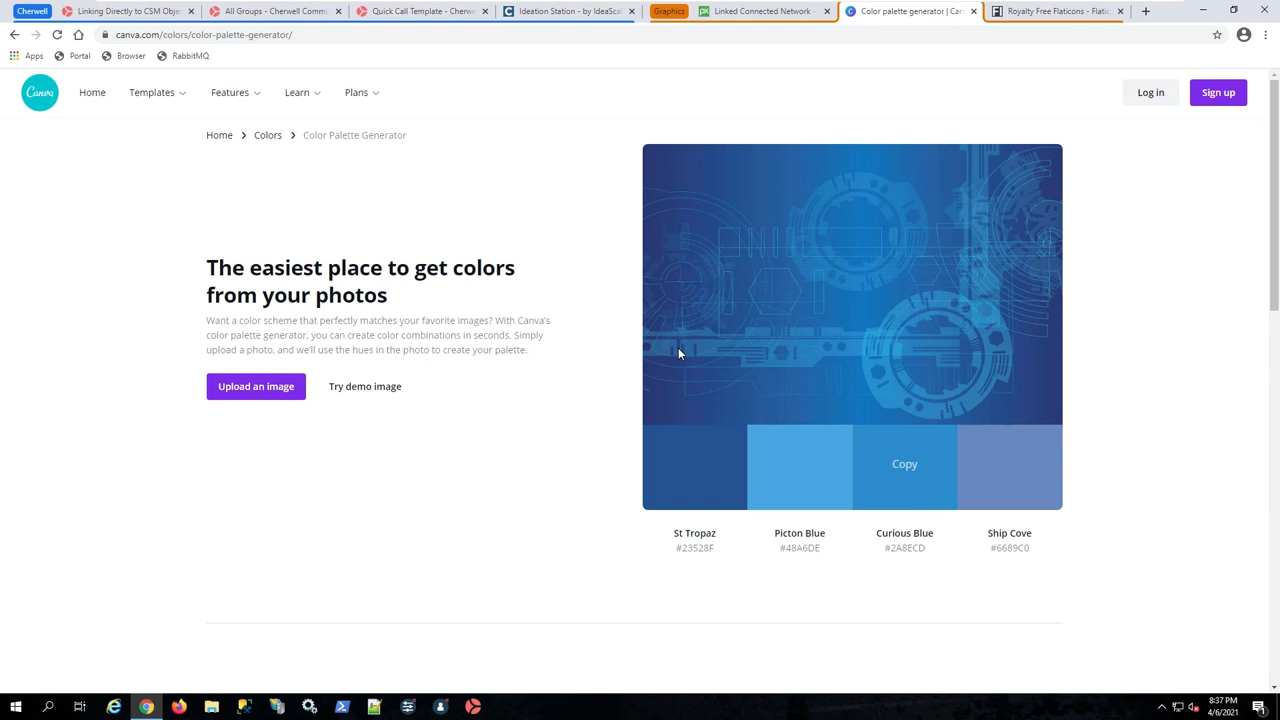 Cherwell
Linking Directly to CSM Obje
All Groups - Cherwell Commu
Quick Call Template - Cherwe
Ideation Station - by IdeaScal
Graphics
Linked Connected Network -
Color palette generator | Can
Royalty Free Flaticons - Flatic
canva.com/colors/color-palette-generator/
Apps
Portal
Browser
RabbitMQ
Canva
Home
Templates
Features
Learn
Plans
Log in
Sign up
Home
Colors
Color Palette Generator
The easiest place to get colors
from your photos
Want a color scheme that perfectly matches your favorite images? With Canva's
color palette generator, you can create color combinations in seconds. Simply
upload a photo, and we'll use the hues in the photo to create your palette.
Upload an image
Try demo image
Copy
St Tropaz
Picton Blue
Curious Blue
Ship Cove
#23528F
#48A6DE
#2A8ECD
#6689C0
8:37 PM
4/6/2021